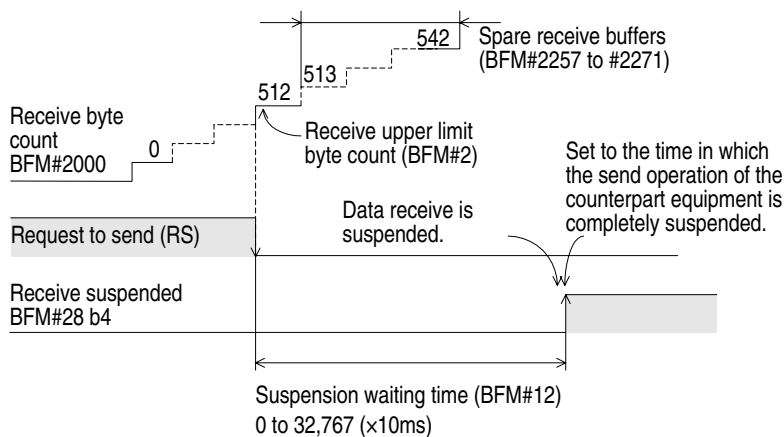 542
Spare receive buffers
(BFM#2257 to #2271)
513
512
Receive byte
count
BFM#2000
0
Receive upper limit
byte count (BFM#2)
Set to the time in which
the send operation of the
counterpart equipment is
completely suspended.
Data receive is
suspended.
Request to send (RS)
Receive suspended
BFM#28 b4
Suspension waiting time (BFM#12)
0 to 32,767 (×10ms)